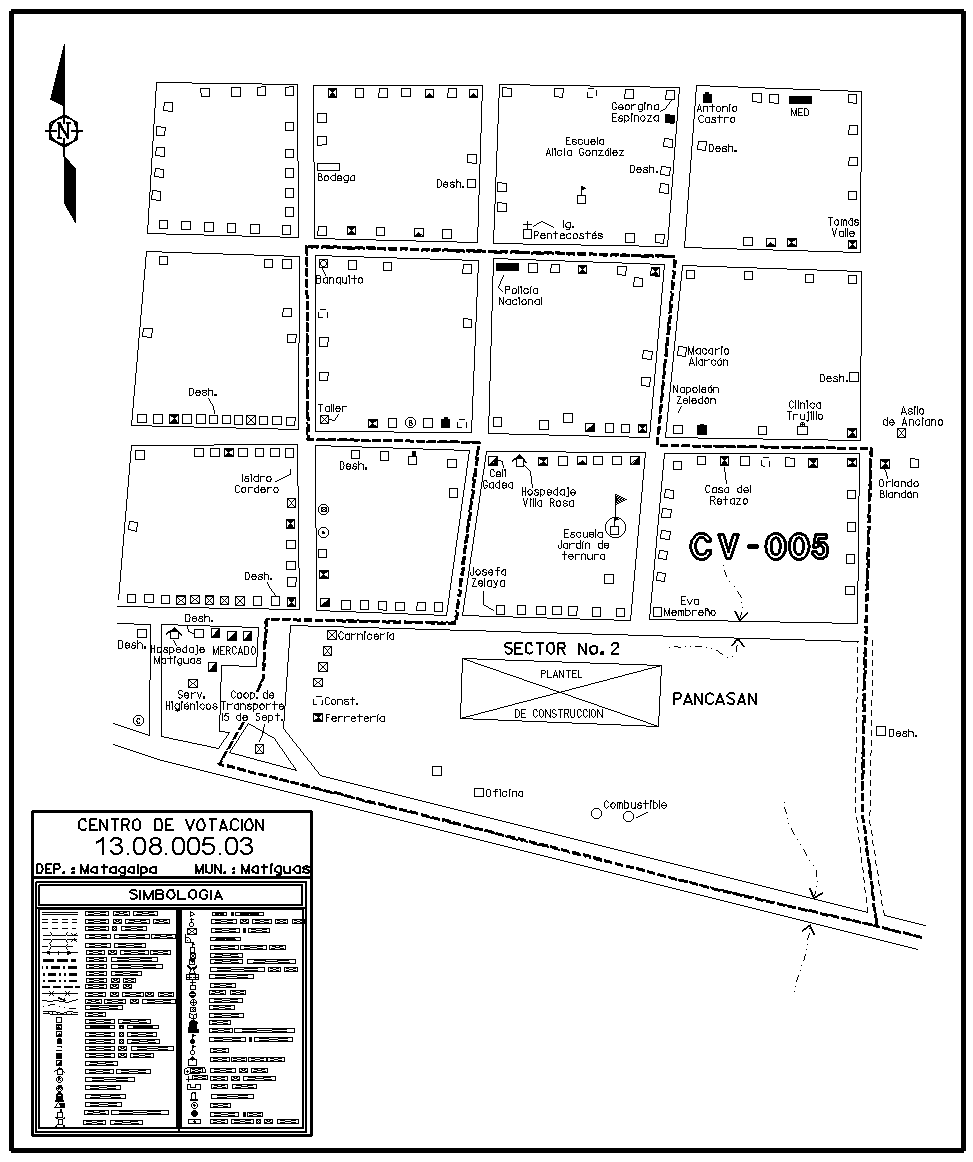 N
Georgina
Espinoza
Antonio
Castro
MED
Escuela
Alicia González
Desh.
Bodega
Desh.
Desh.
Tomás
Valle
Ig.
Pentecostés
Banquito
Policía
Nacional
Macario
Alarcón
Desh.
Desh.
Napoleón
Zeledón
Taller
B
Clínica
Trujillo
Asilo
de Anciano
Isidro
Cordero
Desh.
Celi
Gadea
Hospedaje
Villa Rosa
Casa del
Retazo
Orlando
Blandón
Escuela
Jardín de
ternura
CV-005
Desh.
Josefa
Zelaya
Eva
Membreño
Desh.
Desh.
Hospedaje
Matiguas
MERCADO
Carnicería
SECTOR No. 2
Serv.
Higiénicos
Coop. de
Transporte
15 de Sept.
Const.
Ferretería
PLANTEL
DE CONSTRUCCION
PANCASAN
C
Desh.
Oficina
Combustible
CENTRO DE VOTACION
13.08.005.03
DEP. : Matagalpa MUN. : Matiguas
SIMBOLOGIA